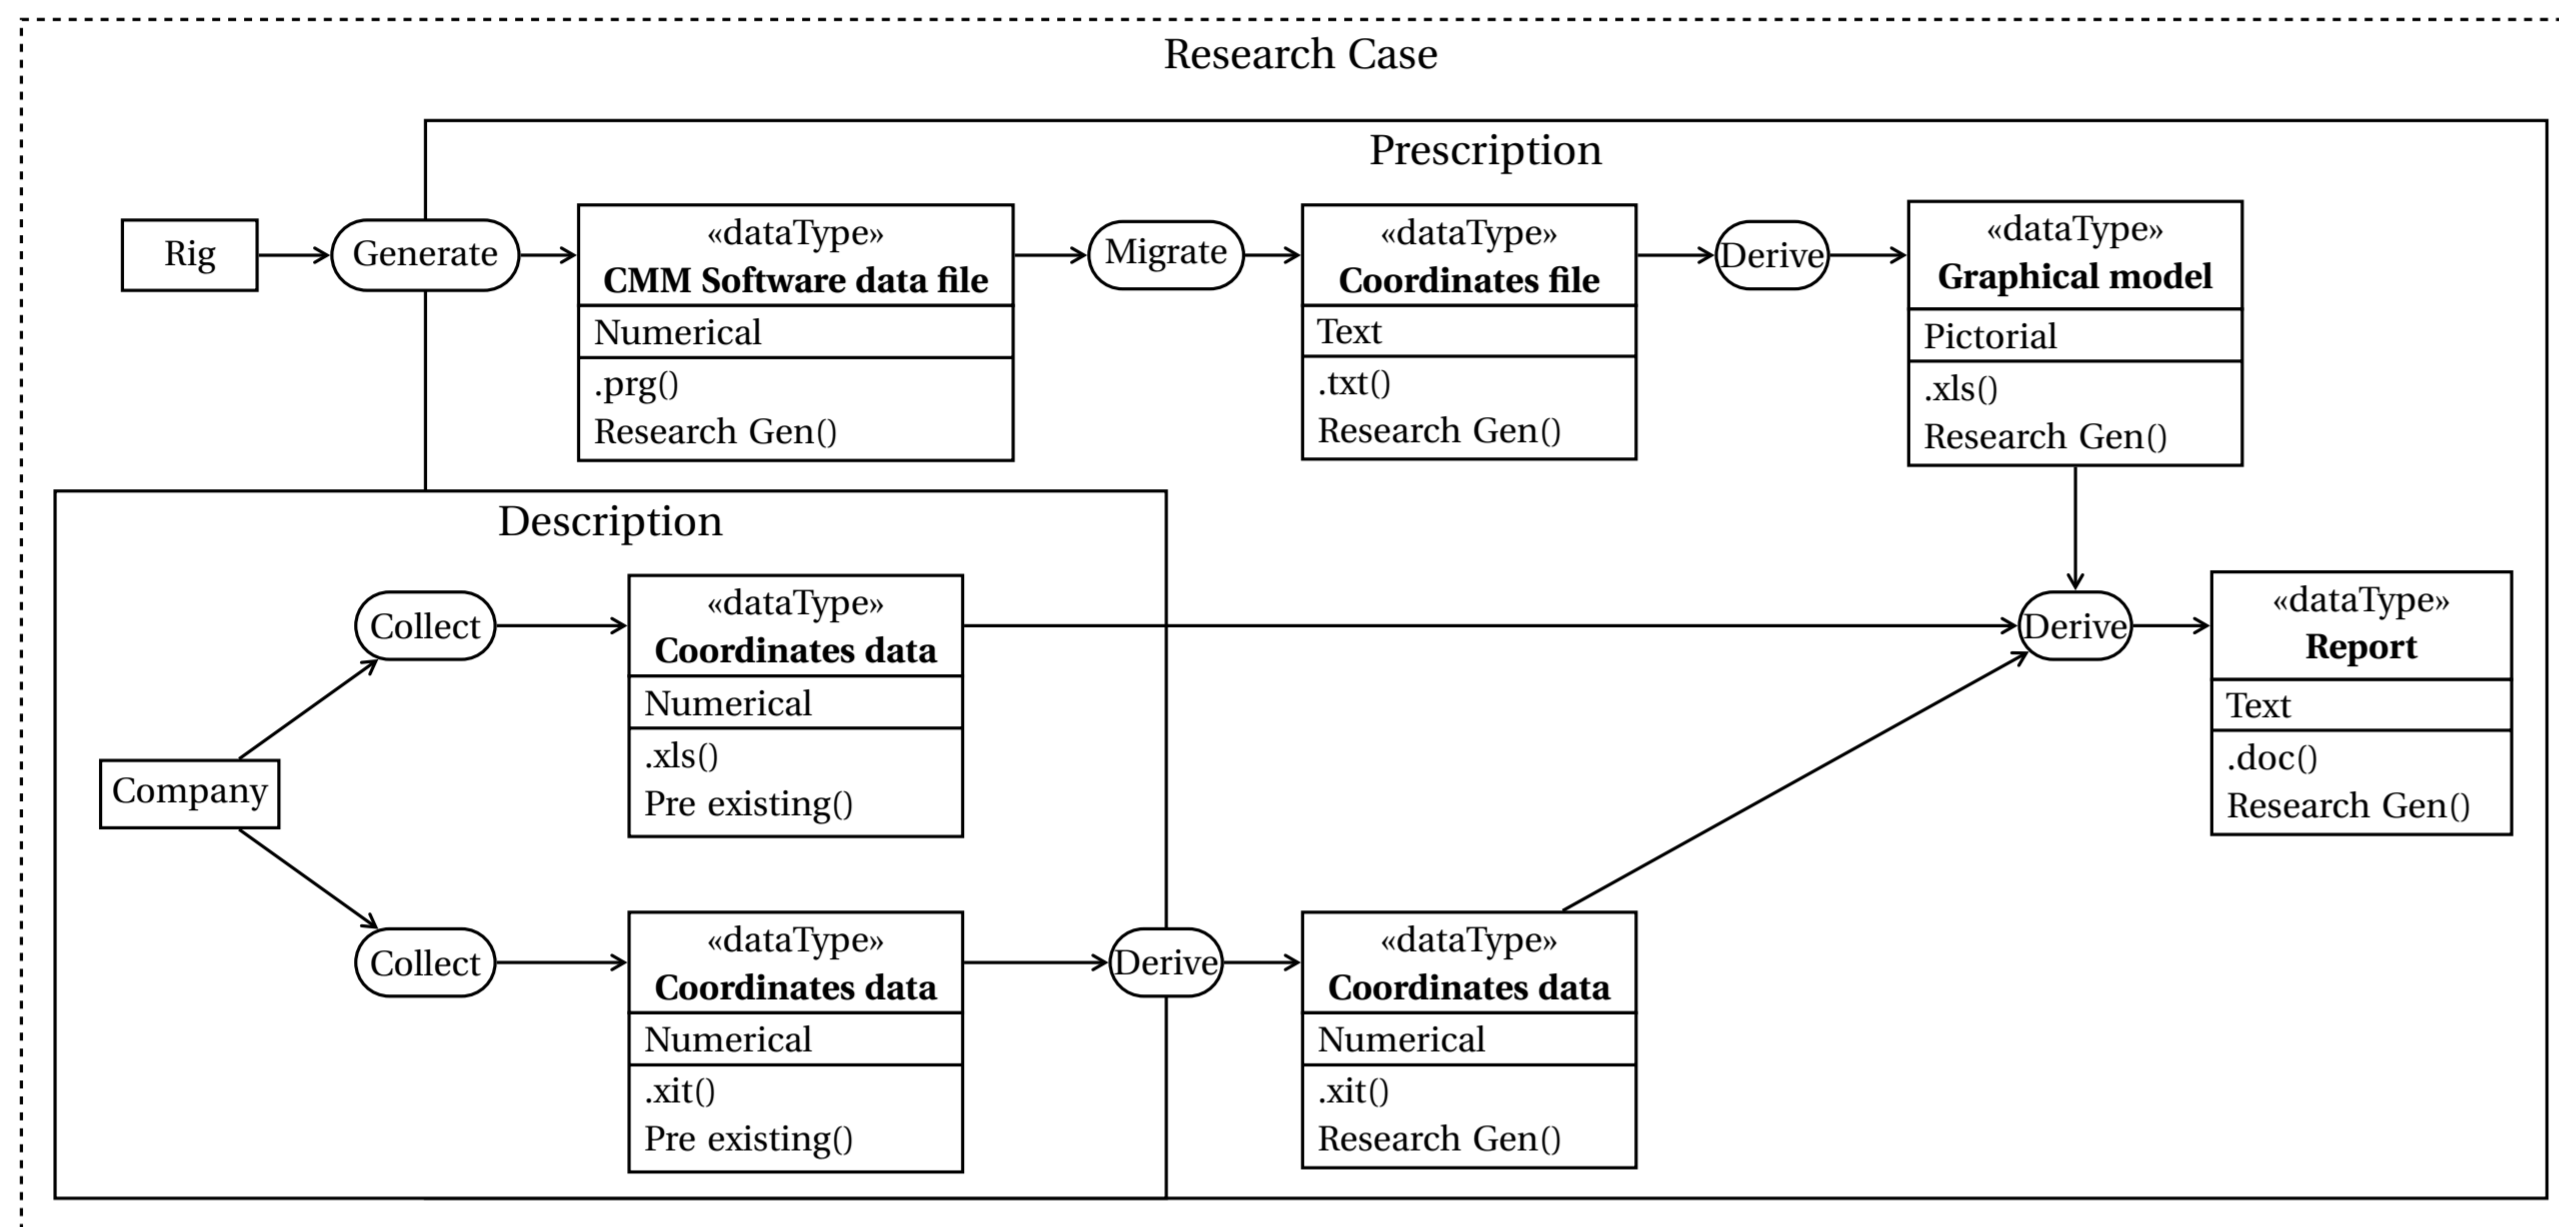 Research Case
Prescription
Rig
Generate
«dataType»
CMM Software data file
Numerical
.prg()
Research Gen()
Migrate
«dataType»
Coordinates file
Text
.txt()
Research Gen()
Derive
«dataType»
Graphical model
Pictorial
.xls()
Research Gen()
Description
Company
Collect
«dataType»
Coordinates data
Numerical
.xls()
Pre existing()
Derive
«dataType»
Report
Text
.doc()
Research Gen()
Collect
«dataType»
Coordinates data
Numerical
.xit()
Pre existing()
Derive
«dataType»
Coordinates data
Numerical
.xit()
Research Gen()